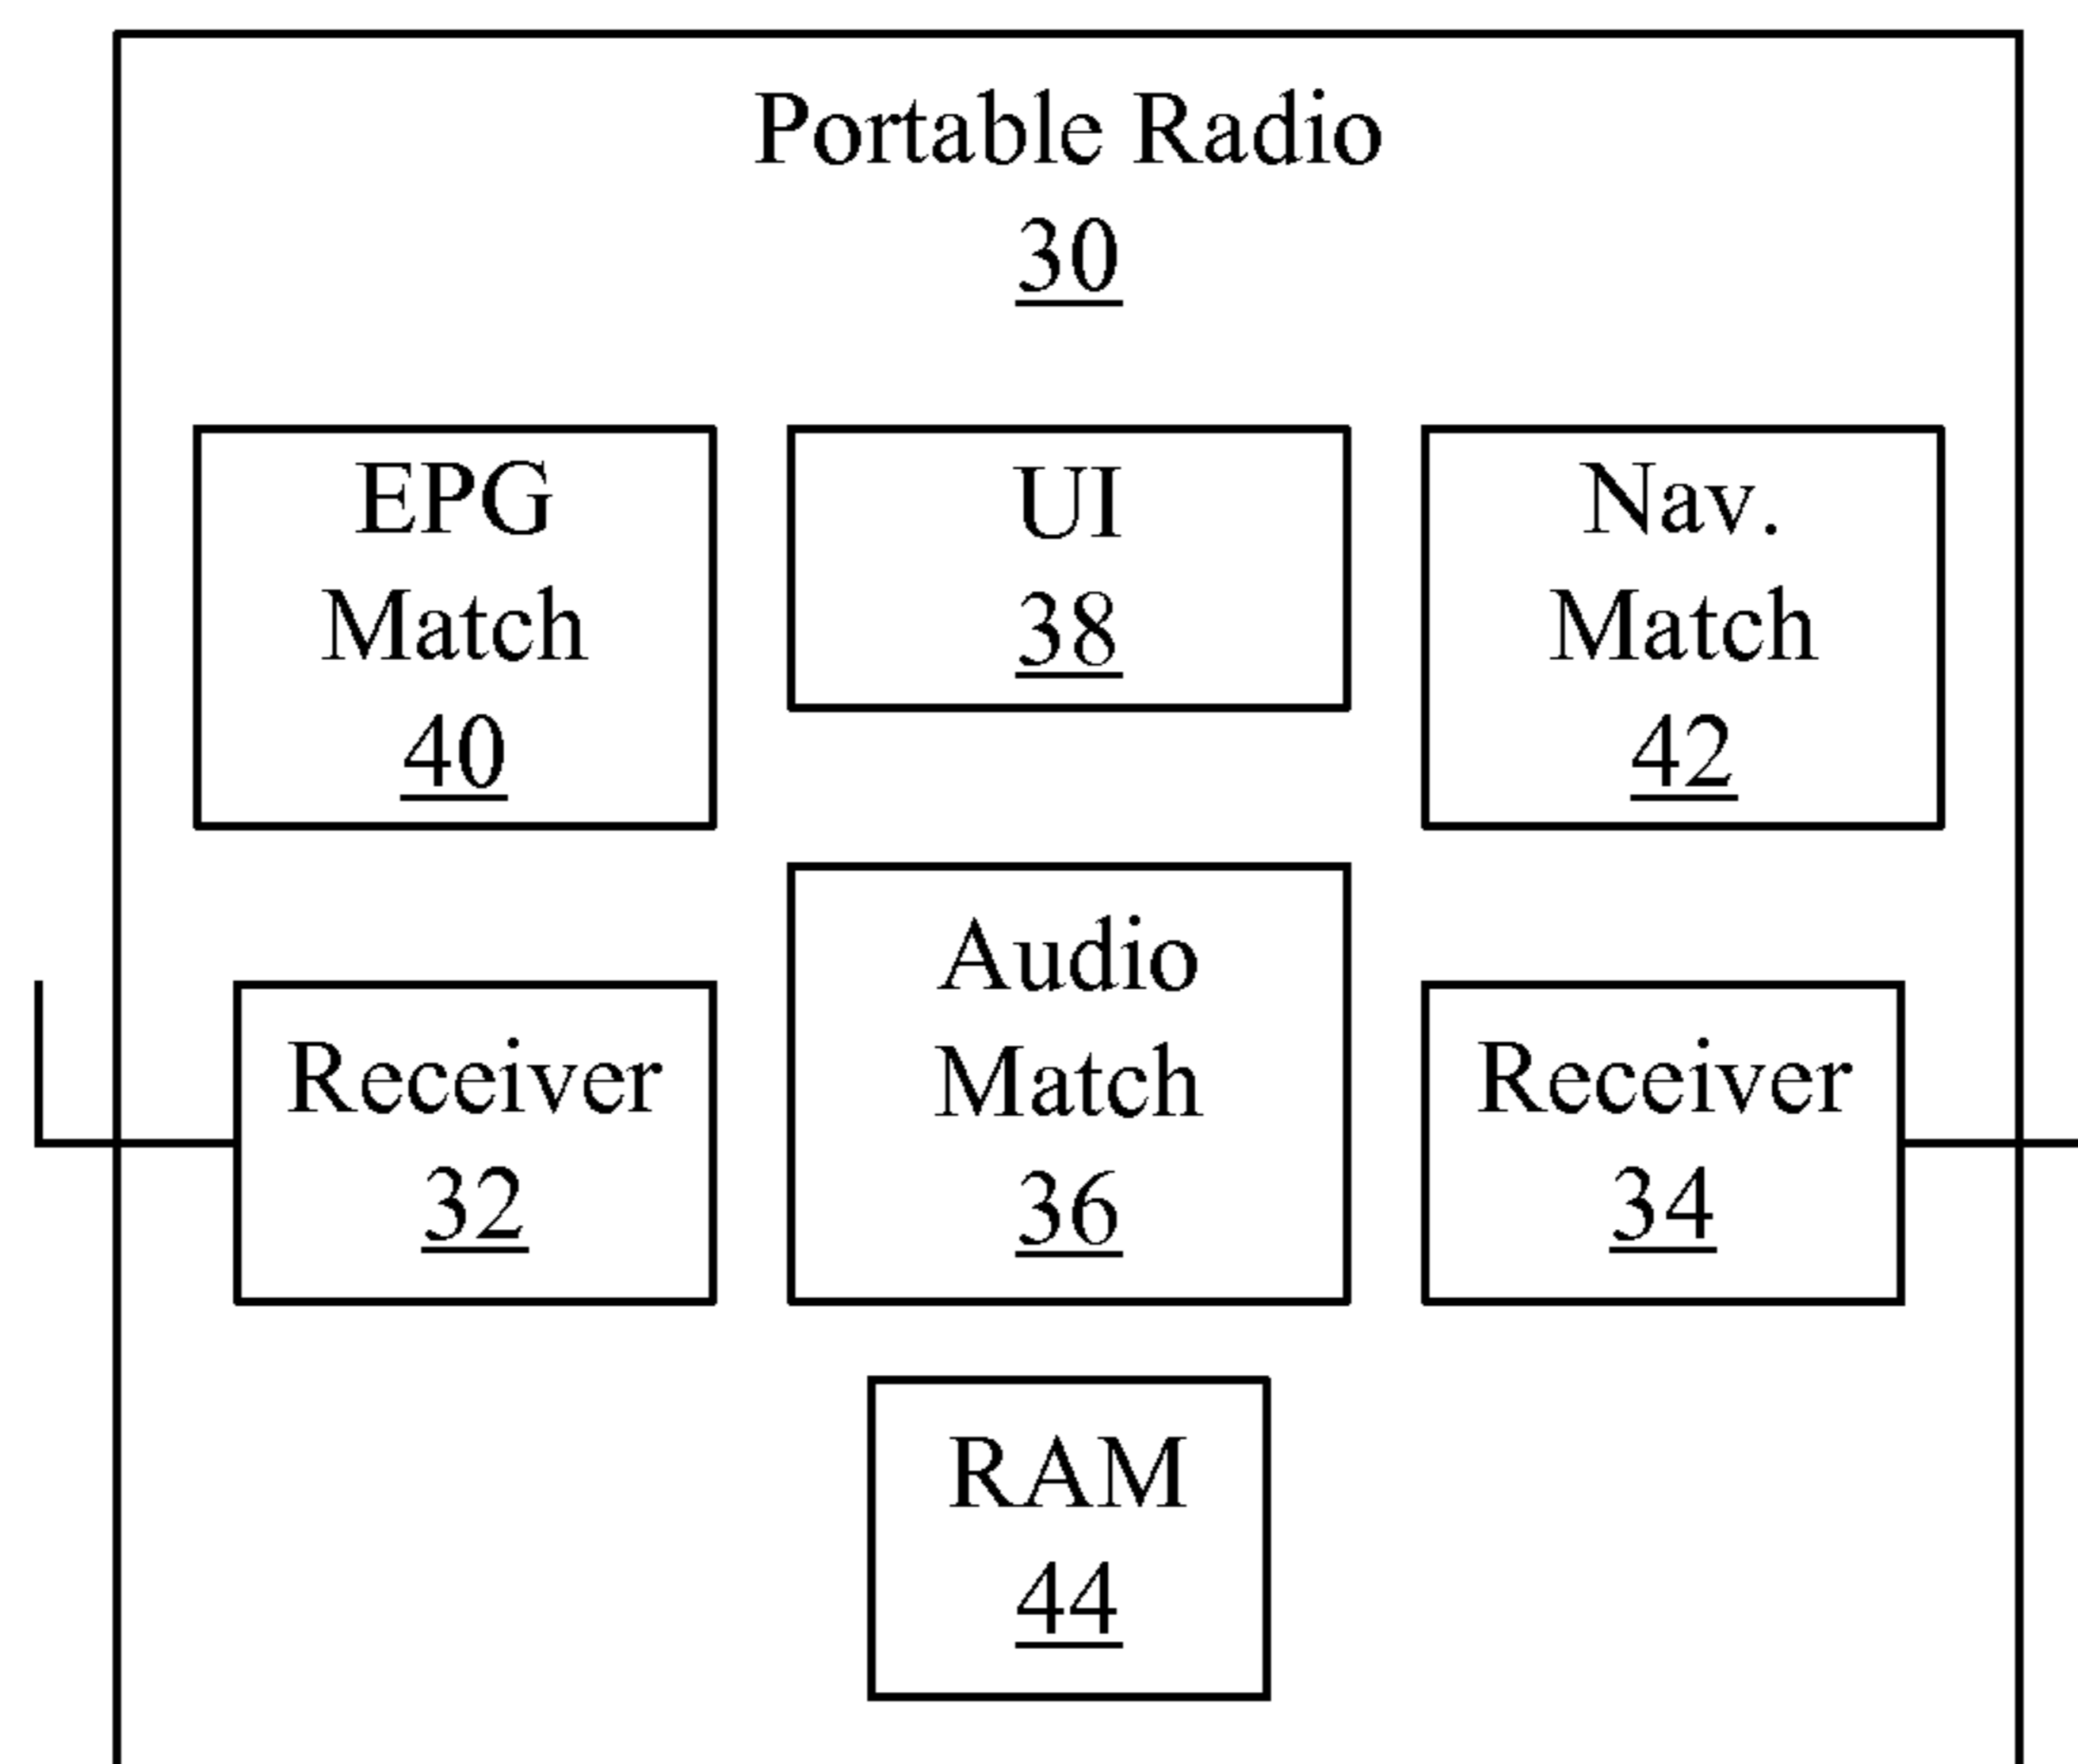 Portable Radio
30
EPG
Match
40
UI
38
Nav.
Match
42
Receiver
32
Audio
Match
36
Receiver
34
RAM
44